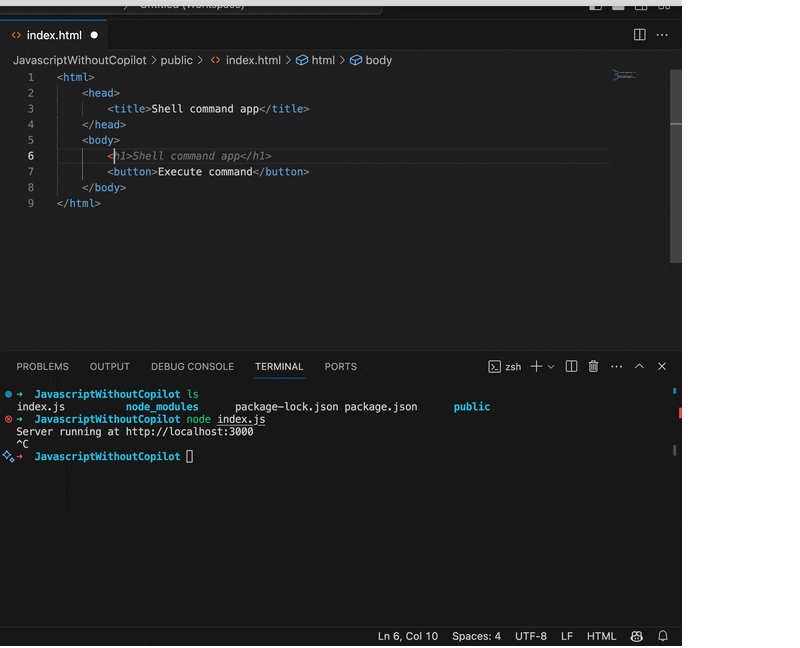 Untitled (Workspace)
index.html
JavascriptWithoutCopilot > public > <> index.html > html > body
1 <html>
2 <head>
3 <title>Shell command app</title>
4 </head>
5 <body>
6 <h1>Shell command app</h1>
7 <button>Execute command</button>
8 </body>
9 </html>
PROBLEMS OUTPUT DEBUG CONSOLE TERMINAL PORTS zsh
➜ JavascriptWithoutCopilot ls
index.js node_modules package-lock.json package.json public
➜ JavascriptWithoutCopilot node index.js
Server running at http://localhost:3000
^C
➜ JavascriptWithoutCopilot
Ln 6, Col 10 Spaces: 4 UTF-8 LF HTML